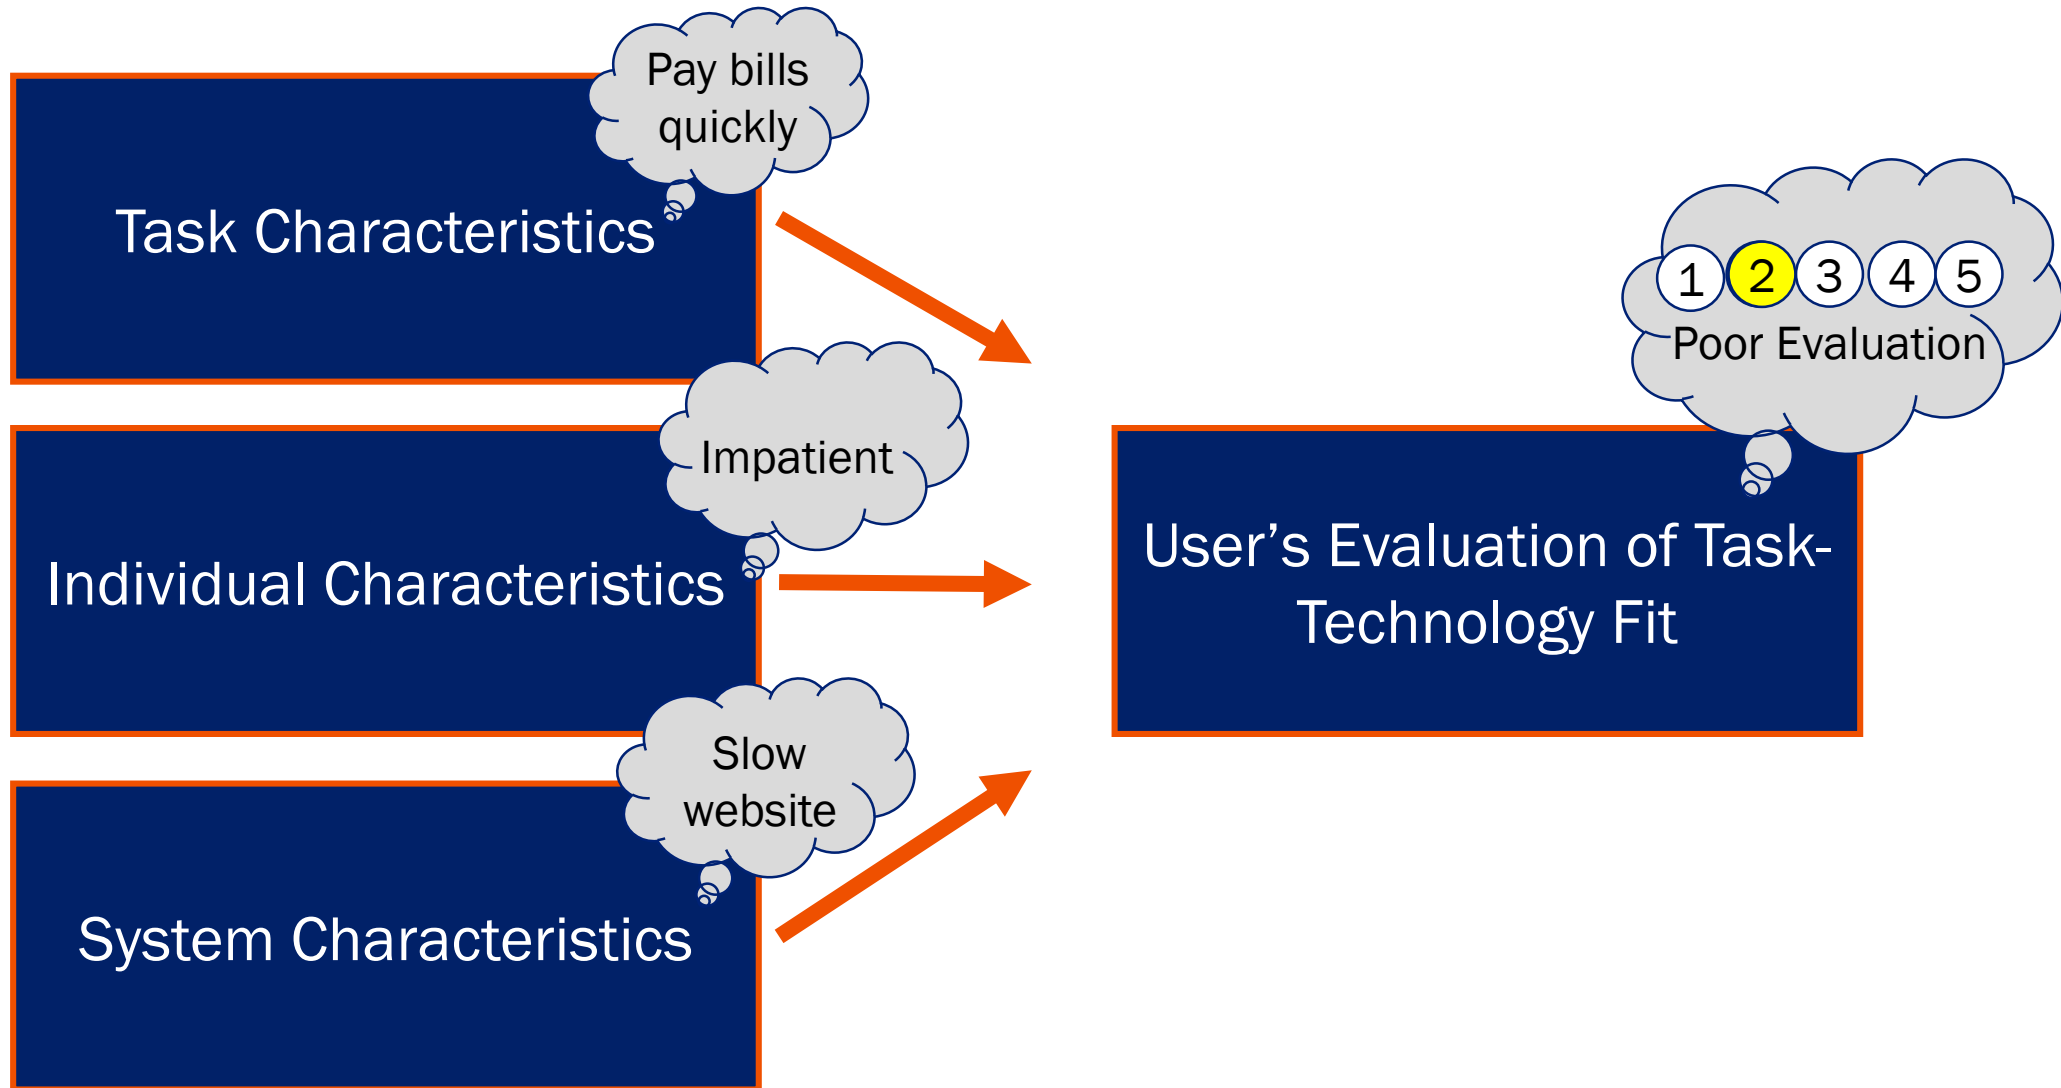 Pay bills
quickly
Task Characteristics
Impatient
Individual Characteristics
Slow
website
System Characteristics
1 2 3 4 5
Poor Evaluation
User’s Evaluation of Task-
Technology Fit